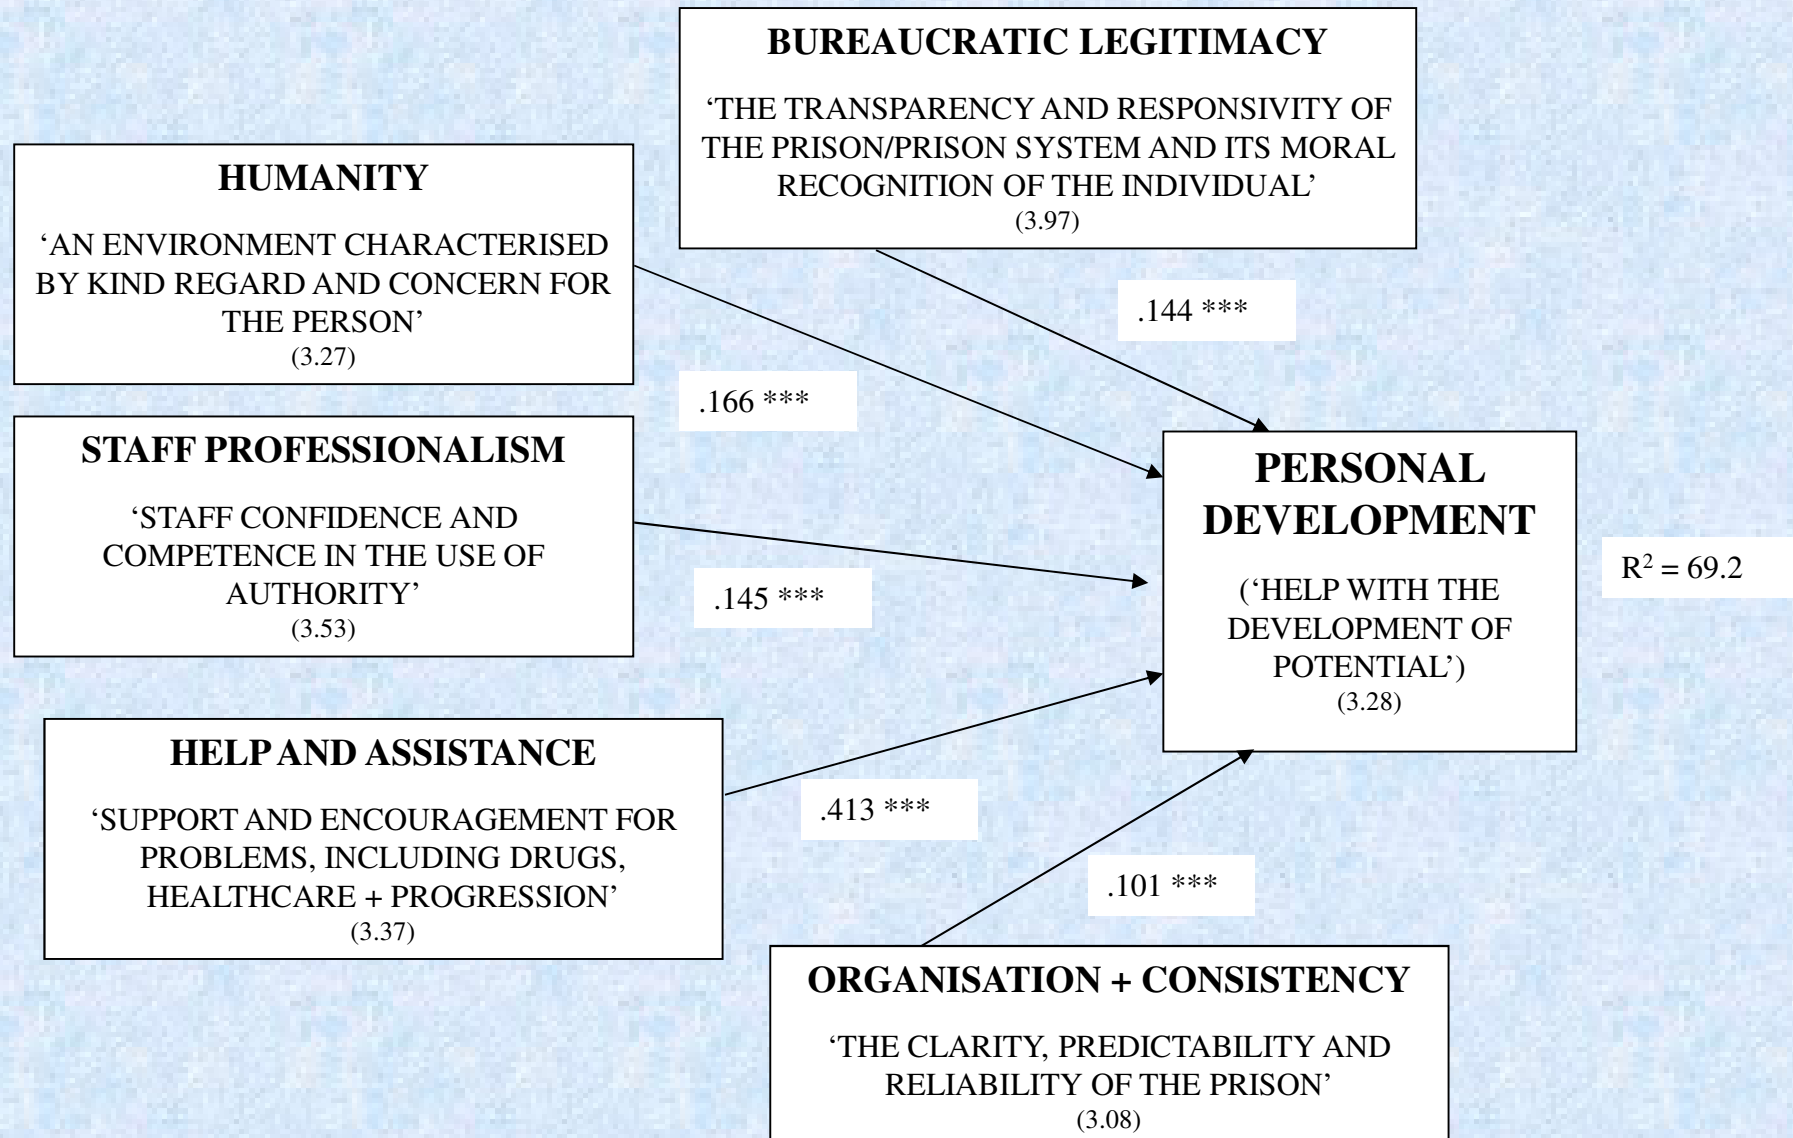 BUREAUCRATIC LEGITIMACY
‘THE TRANSPARENCY AND RESPONSIVITY OF
THE PRISON/PRISON SYSTEM AND ITS MORAL
RECOGNITION OF THE INDIVIDUAL’
(3.97)
HUMANITY
‘AN ENVIRONMENT CHARACTERISED
BY KIND REGARD AND CONCERN FOR
THE PERSON’
(3.27)
.144 ***
.166 ***
STAFF PROFESSIONALISM
‘STAFF CONFIDENCE AND
COMPETENCE IN THE USE OF
AUTHORITY’
(3.53)
.145 ***
PERSONAL
DEVELOPMENT
(‘HELP WITH THE
DEVELOPMENT OF
POTENTIAL’)
(3.28)
R² = 69.2
HELP AND ASSISTANCE
‘SUPPORT AND ENCOURAGEMENT FOR
PROBLEMS, INCLUDING DRUGS,
HEALTHCARE + PROGRESSION’
(3.37)
.413 ***
.101 ***
ORGANISATION + CONSISTENCY
‘THE CLARITY, PREDICTABILITY AND
RELIABILITY OF THE PRISON’
(3.08)